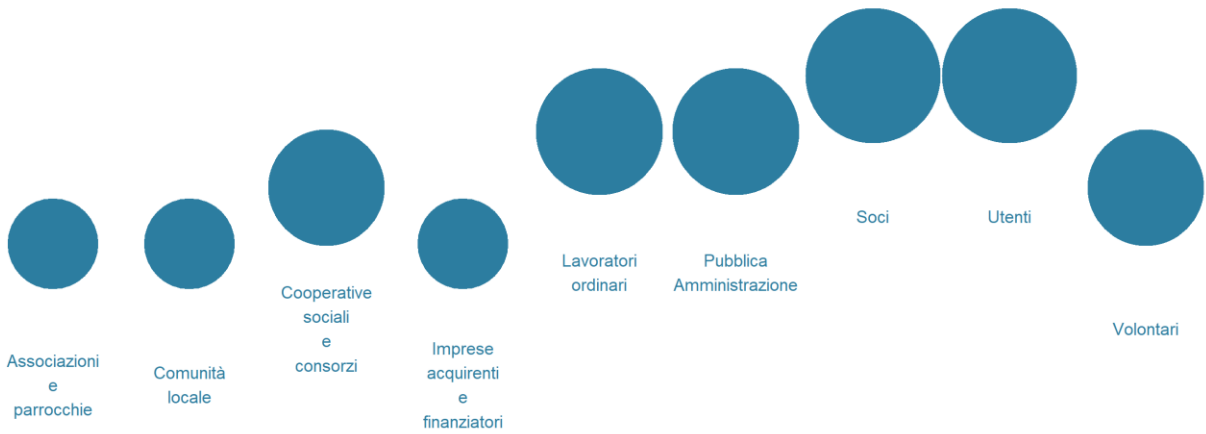 Associazioni
e
parrocchie
Comunità
locale
Cooperative
sociali
e
consorzi
Imprese
acquirenti
e
finanziatori
Lavoratori
ordinari
Pubblica
Amministrazione
Soci
Utenti
Volontari